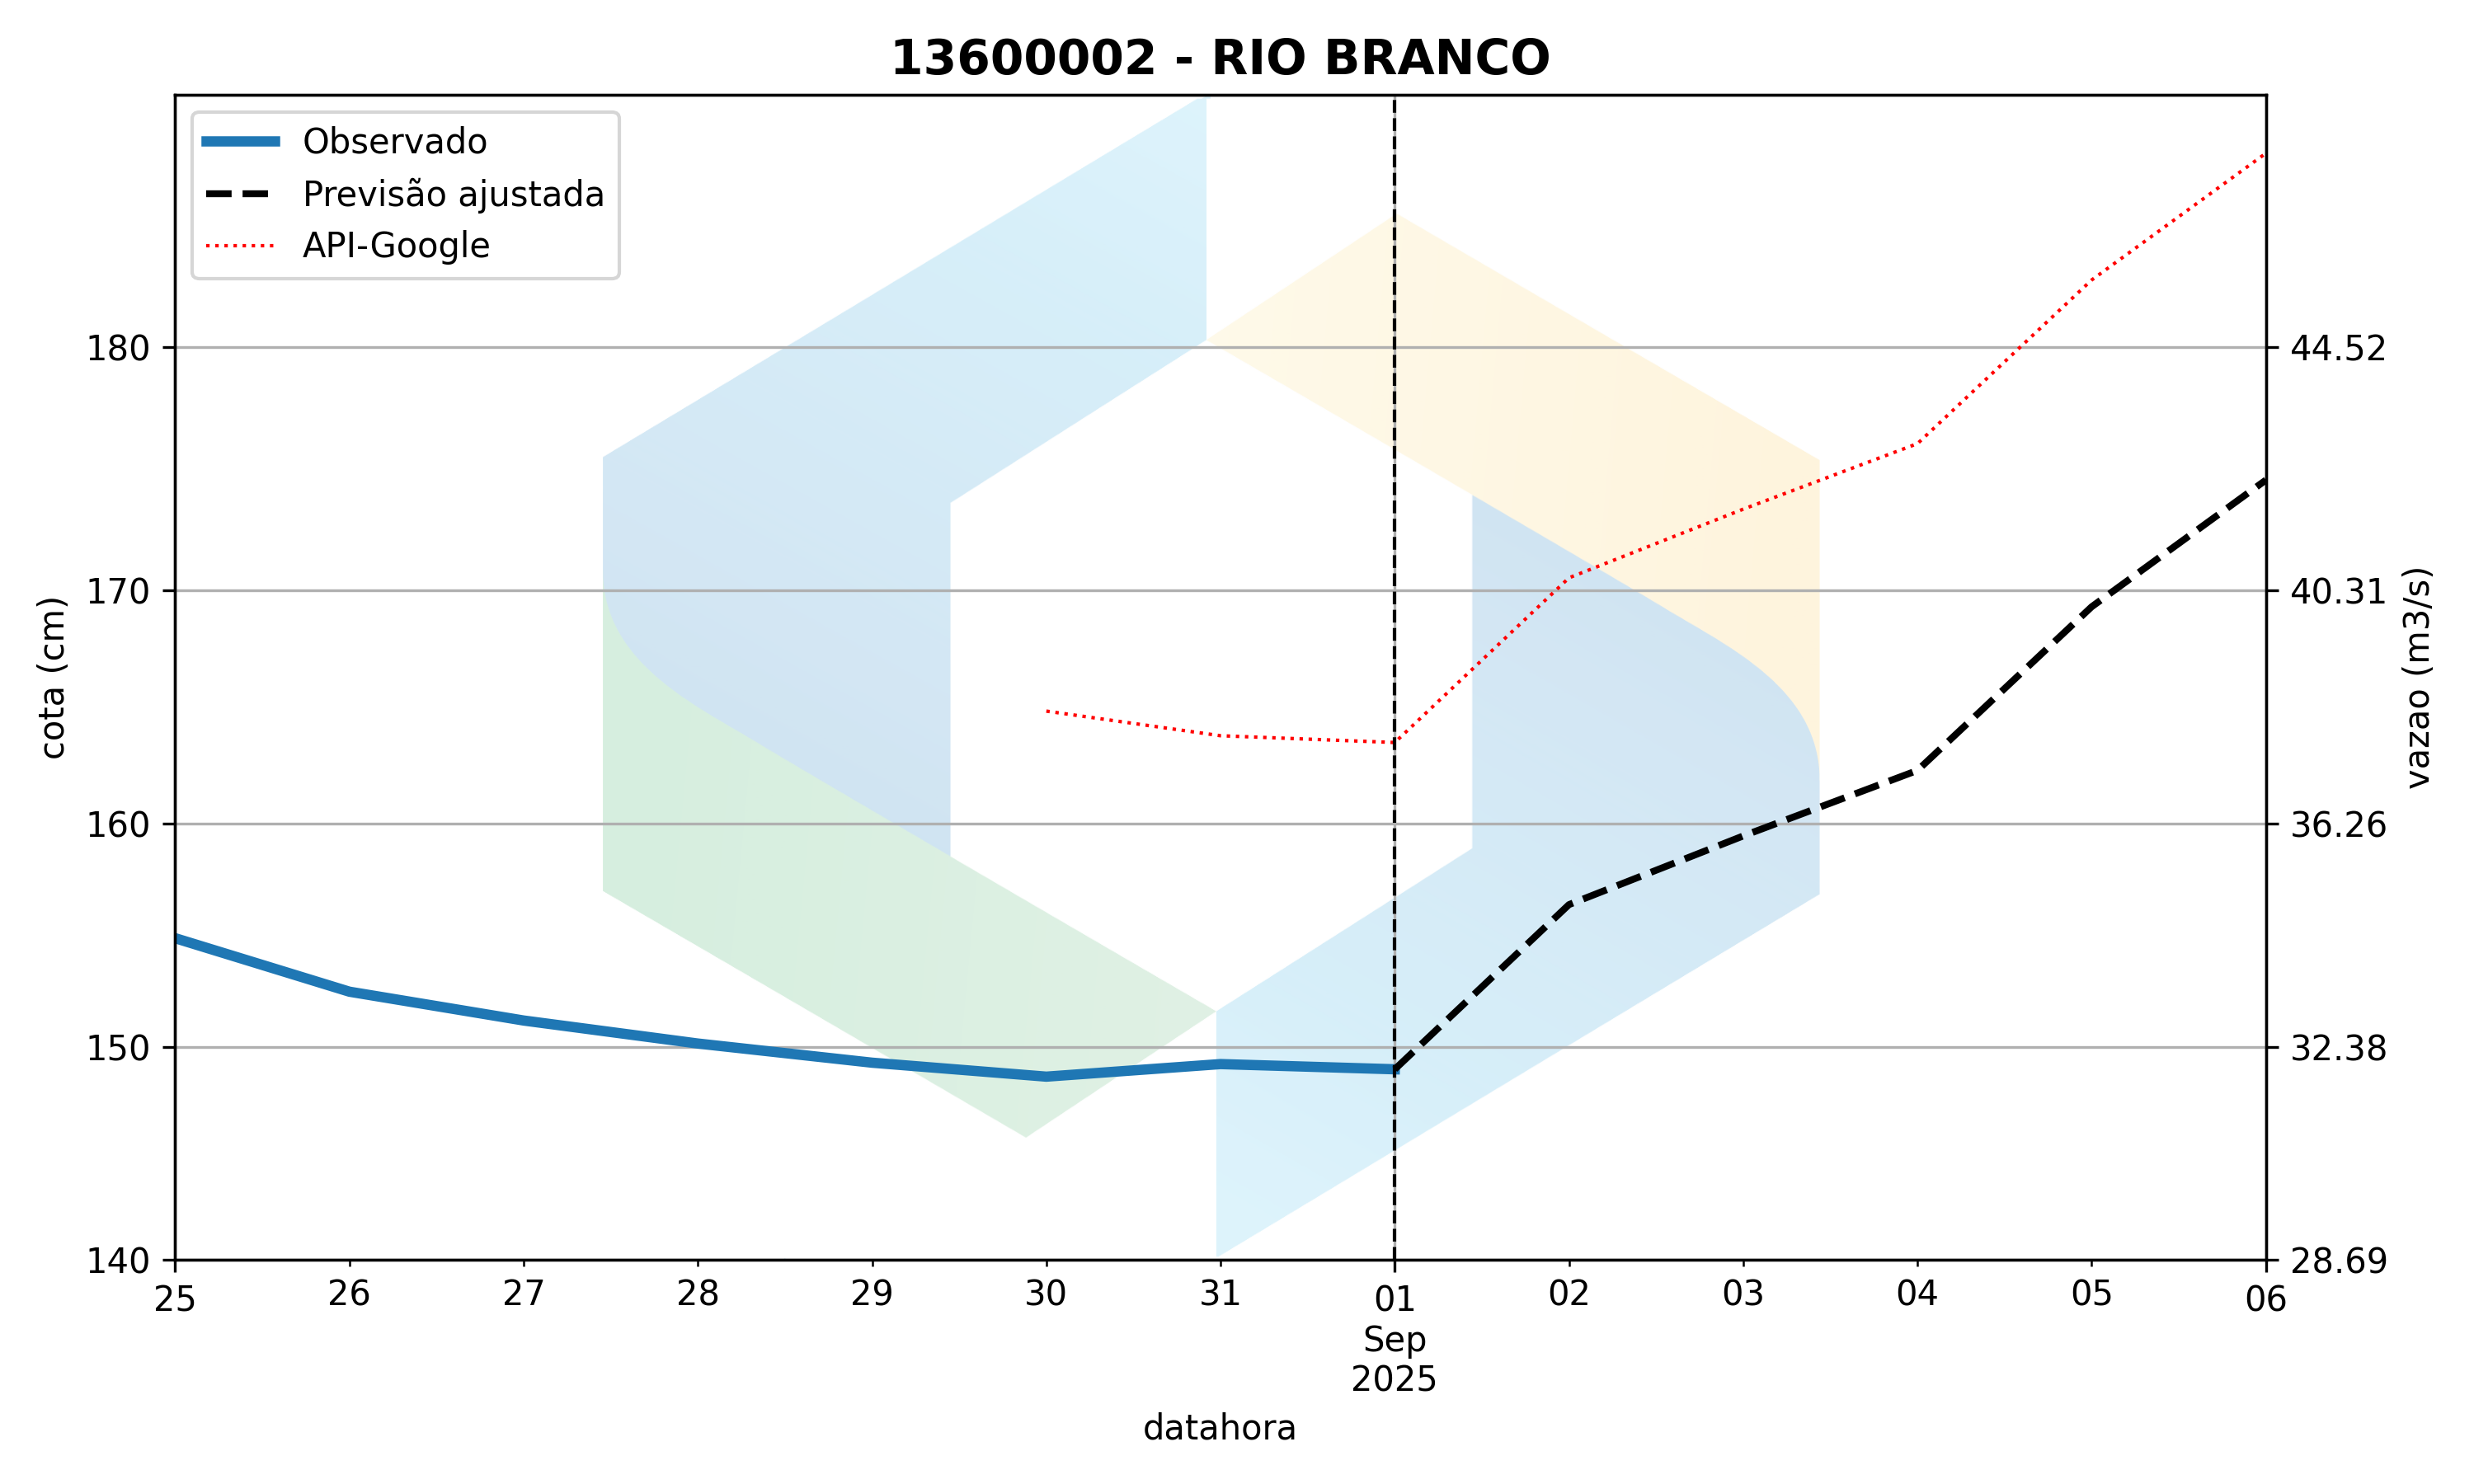 13600002 - RIO BRANCO
Observado
Previsão ajustada
API-Google
180
170
160
150
140
cota (cm)
44.52
40.31
36.26
32.38
28.69
vazao (m3/s)
25 26 27 28 29 30 31 01 02 03 04 05 06
Sep
2025
datahora